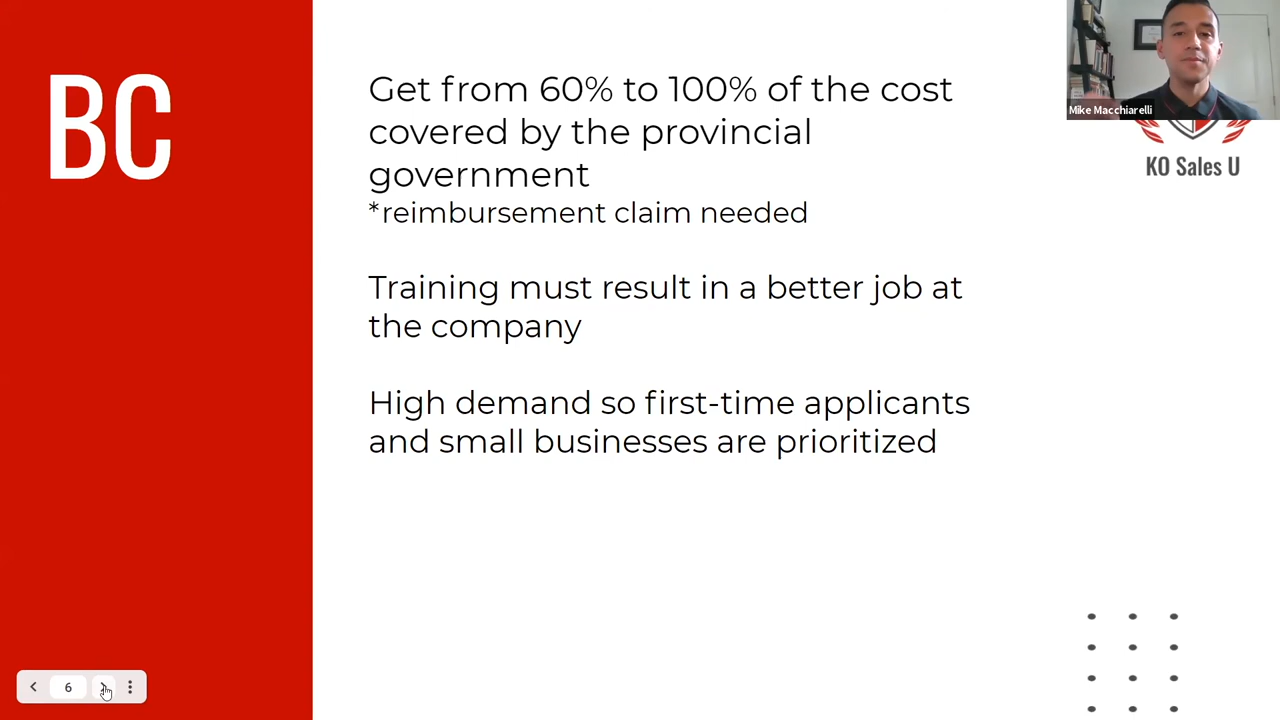 BC
Get from 60% to 100% of the cost
covered by the provincial
government
*reimbursement claim needed
Training must result in a better job at
the company
High demand so first-time applicants
and small businesses are prioritized
Mike Macchiarelli
KO Sales U
6